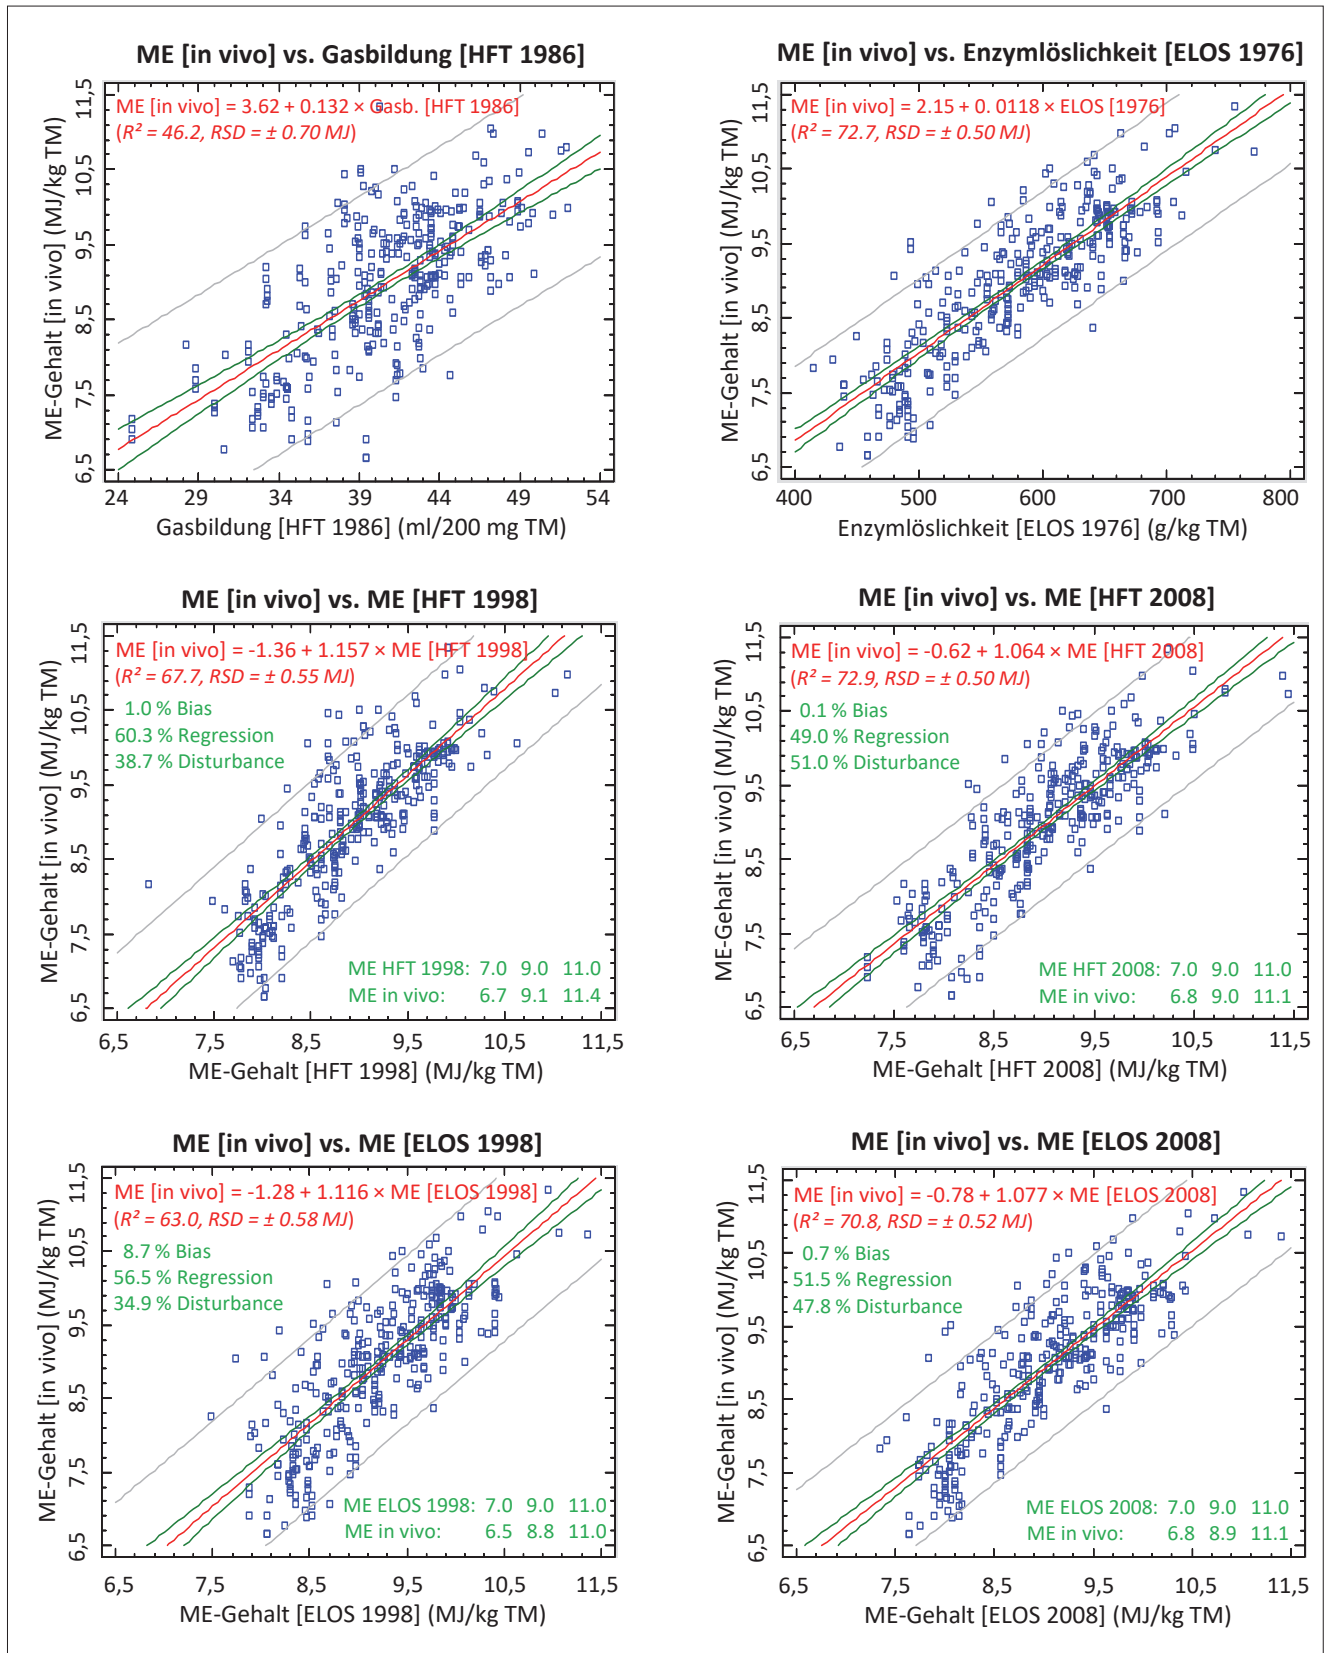 ME [in vivo] vs. Gasbildung [HFT 1986]
ME [in vivo] = 3.62 + 0.132 × Gasb. [HFT 1986]
(R² = 46.2, RSD = ± 0.70 MJ)
ME-Gehalt [in vivo] (MJ/kg TM)
11,5
10,5
9,5
8,5
7,5
6,5
24 29 34 39 44 49 54
Gasbildung [HFT 1986] (ml/200 mg TM)
ME [in vivo] vs. Enzymlöslichkeit [ELOS 1976]
ME [in vivo] = 2.15 + 0. 0118 × ELOS [1976]
(R² = 72.7, RSD = ± 0.50 MJ)
ME-Gehalt [in vivo] (MJ/kg TM)
11,5
10,5
9,5
8,5
7,5
6,5
400 500 600 700 800
Enzymlöslichkeit [ELOS 1976] (g/kg TM)
ME [in vivo] vs. ME [HFT 1998]
ME [in vivo] = -1.36 + 1.157 × ME [HFT 1998]
(R² = 67.7, RSD = ± 0.55 MJ)
1.0 % Bias
60.3 % Regression
38.7 % Disturbance
ME HFT 1998: 7.0 9.0 11.0
ME in vivo: 6.7 9.1 11.4
ME-Gehalt [in vivo] (MJ/kg TM)
11,5
10,5
9,5
8,5
7,5
6,5
6,5 7,5 8,5 9,5 10,5 11,5
ME-Gehalt [HFT 1998] (MJ/kg TM)
ME [in vivo] vs. ME [HFT 2008]
ME [in vivo] = -0.62 + 1.064 × ME [HFT 2008]
(R² = 72.9, RSD = ± 0.50 MJ)
0.1 % Bias
49.0 % Regression
51.0 % Disturbance
ME HFT 2008: 7.0 9.0 11.0
ME in vivo: 6.8 9.0 11.1
ME-Gehalt [in vivo] (MJ/kg TM)
11,5
10,5
9,5
8,5
7,5
6,5
6,5 7,5 8,5 9,5 10,5 11,5
ME-Gehalt [HFT 2008] (MJ/kg TM)
ME [in vivo] vs. ME [ELOS 1998]
ME [in vivo] = -1.28 + 1.116 × ME [ELOS 1998]
(R² = 63.0, RSD = ± 0.58 MJ)
8.7 % Bias
56.5 % Regression
34.9 % Disturbance
ME ELOS 1998: 7.0 9.0 11.0
ME in vivo: 6.5 8.8 11.0
ME-Gehalt [in vivo] (MJ/kg TM)
11,5
10,5
9,5
8,5
7,5
6,5
6,5 7,5 8,5 9,5 10,5 11,5
ME-Gehalt [ELOS 1998] (MJ/kg TM)
ME [in vivo] vs. ME [ELOS 2008]
ME [in vivo] = -0.78 + 1.077 × ME [ELOS 2008]
(R² = 70.8, RSD = ± 0.52 MJ)
0.7 % Bias
51.5 % Regression
47.8 % Disturbance
ME ELOS 2008: 7.0 9.0 11.0
ME in vivo: 6.8 8.9 11.1
ME-Gehalt [in vivo] (MJ/kg TM)
11,5
10,5
9,5
8,5
7,5
6,5
6,5 7,5 8,5 9,5 10,5 11,5
ME-Gehalt [ELOS 2008] (MJ/kg TM)